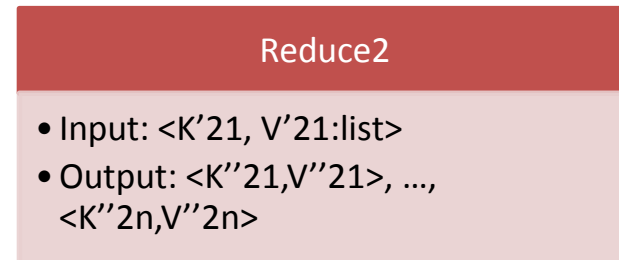 Reduce2
• Input: <K’21, V’21:list>
• Output: <K’’21,V’’21>, …,
<K’’2n,V’’2n>